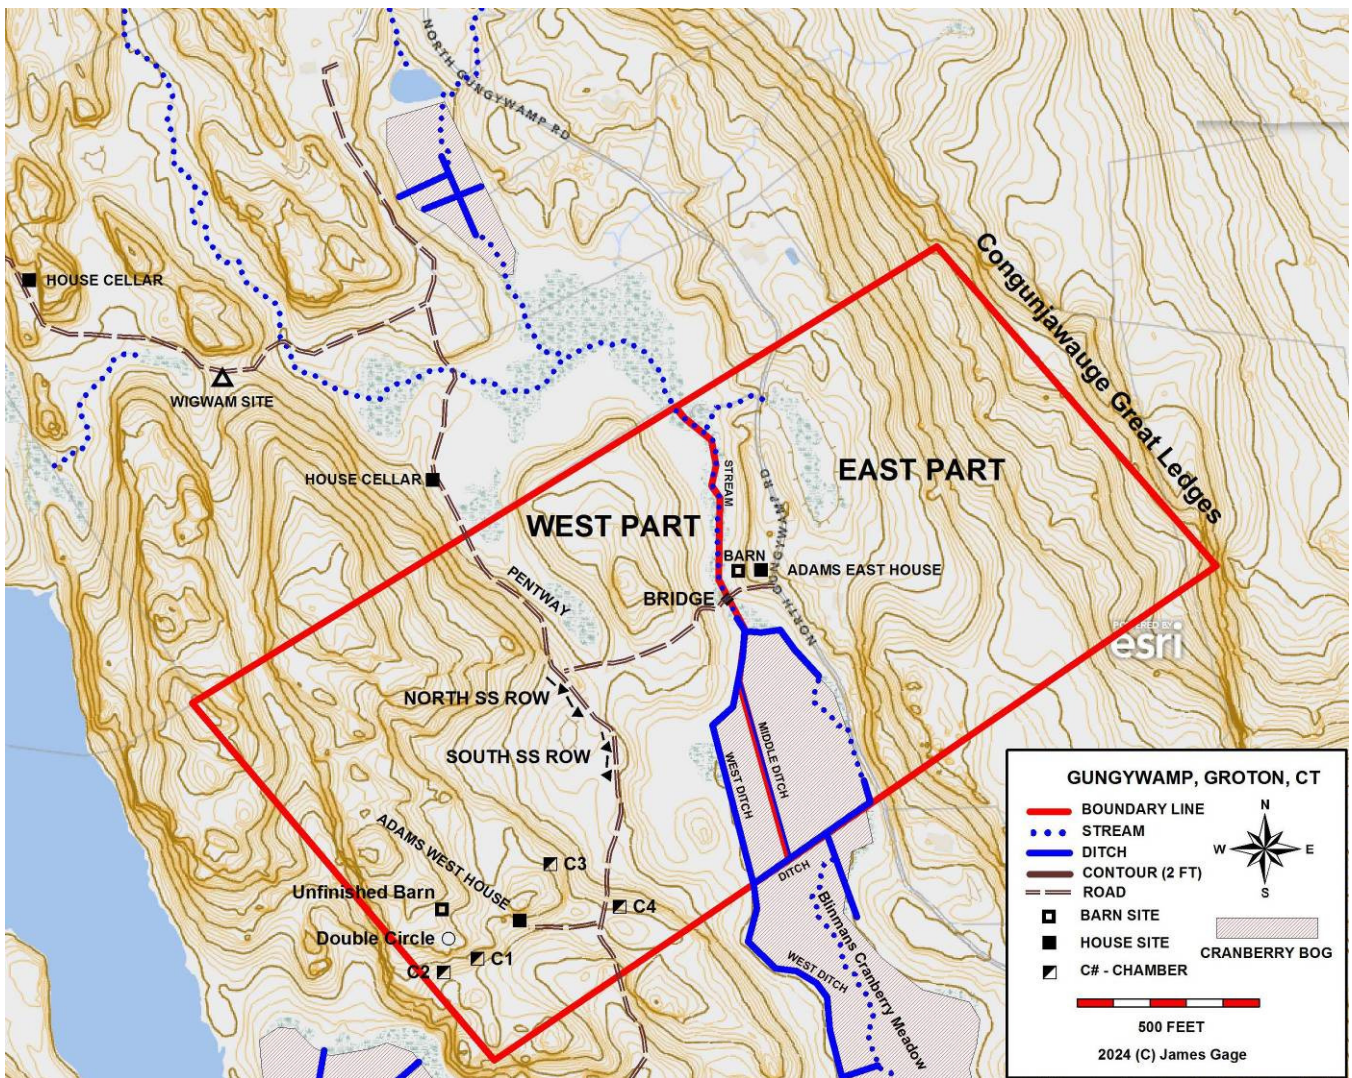 NORTH GUNGYWAMP RD
Congunjawauge Great Ledges
HOUSE CELLAR
WIGWAM SITE
HOUSE CELLAR
WEST PART
EAST PART
STREAM
NORTH GUNGYWAMP RD
BARN
ADAMS EAST HOUSE
BRIDGE
PENTWAY
POWERED BY
esri
NORTH SS ROW
SOUTH SS ROW
WEST DITCH
MIDDLE DITCH
ADAMS WEST HOUSE
C3
DITCH
Unfinished Barn
C4
Double Circle
C1
C2
WEST DITCH
Blinmans Cranberry Meadow
GUNGYWAMP, GROTON, CT
BOUNDARY LINE
STREAM
DITCH
CONTOUR (2 FT)
ROAD
BARN SITE
HOUSE SITE
C# - CHAMBER
N
W
E
S
CRANBERRY BOG
500 FEET
2024 (C) James Gage